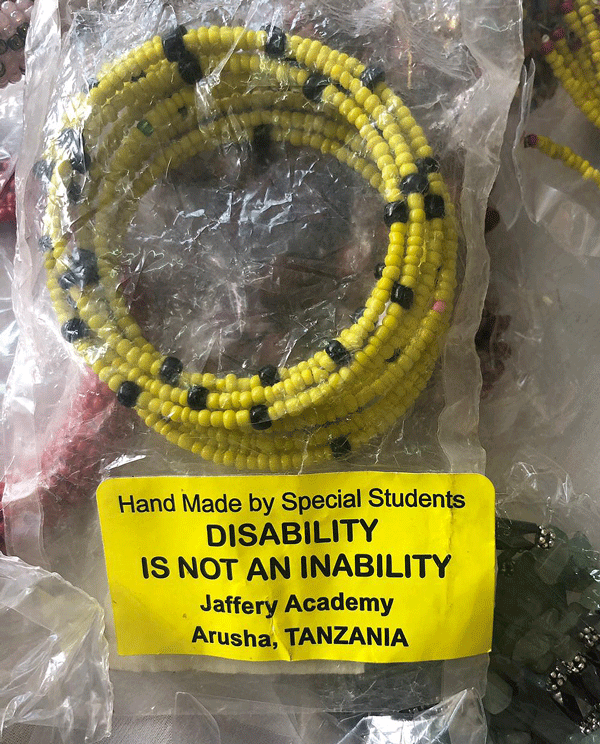 Hand Made by Special Students
DISABILITY
IS NOT AN INABILITY
Jaffery Academy
Arusha, TANZANIA